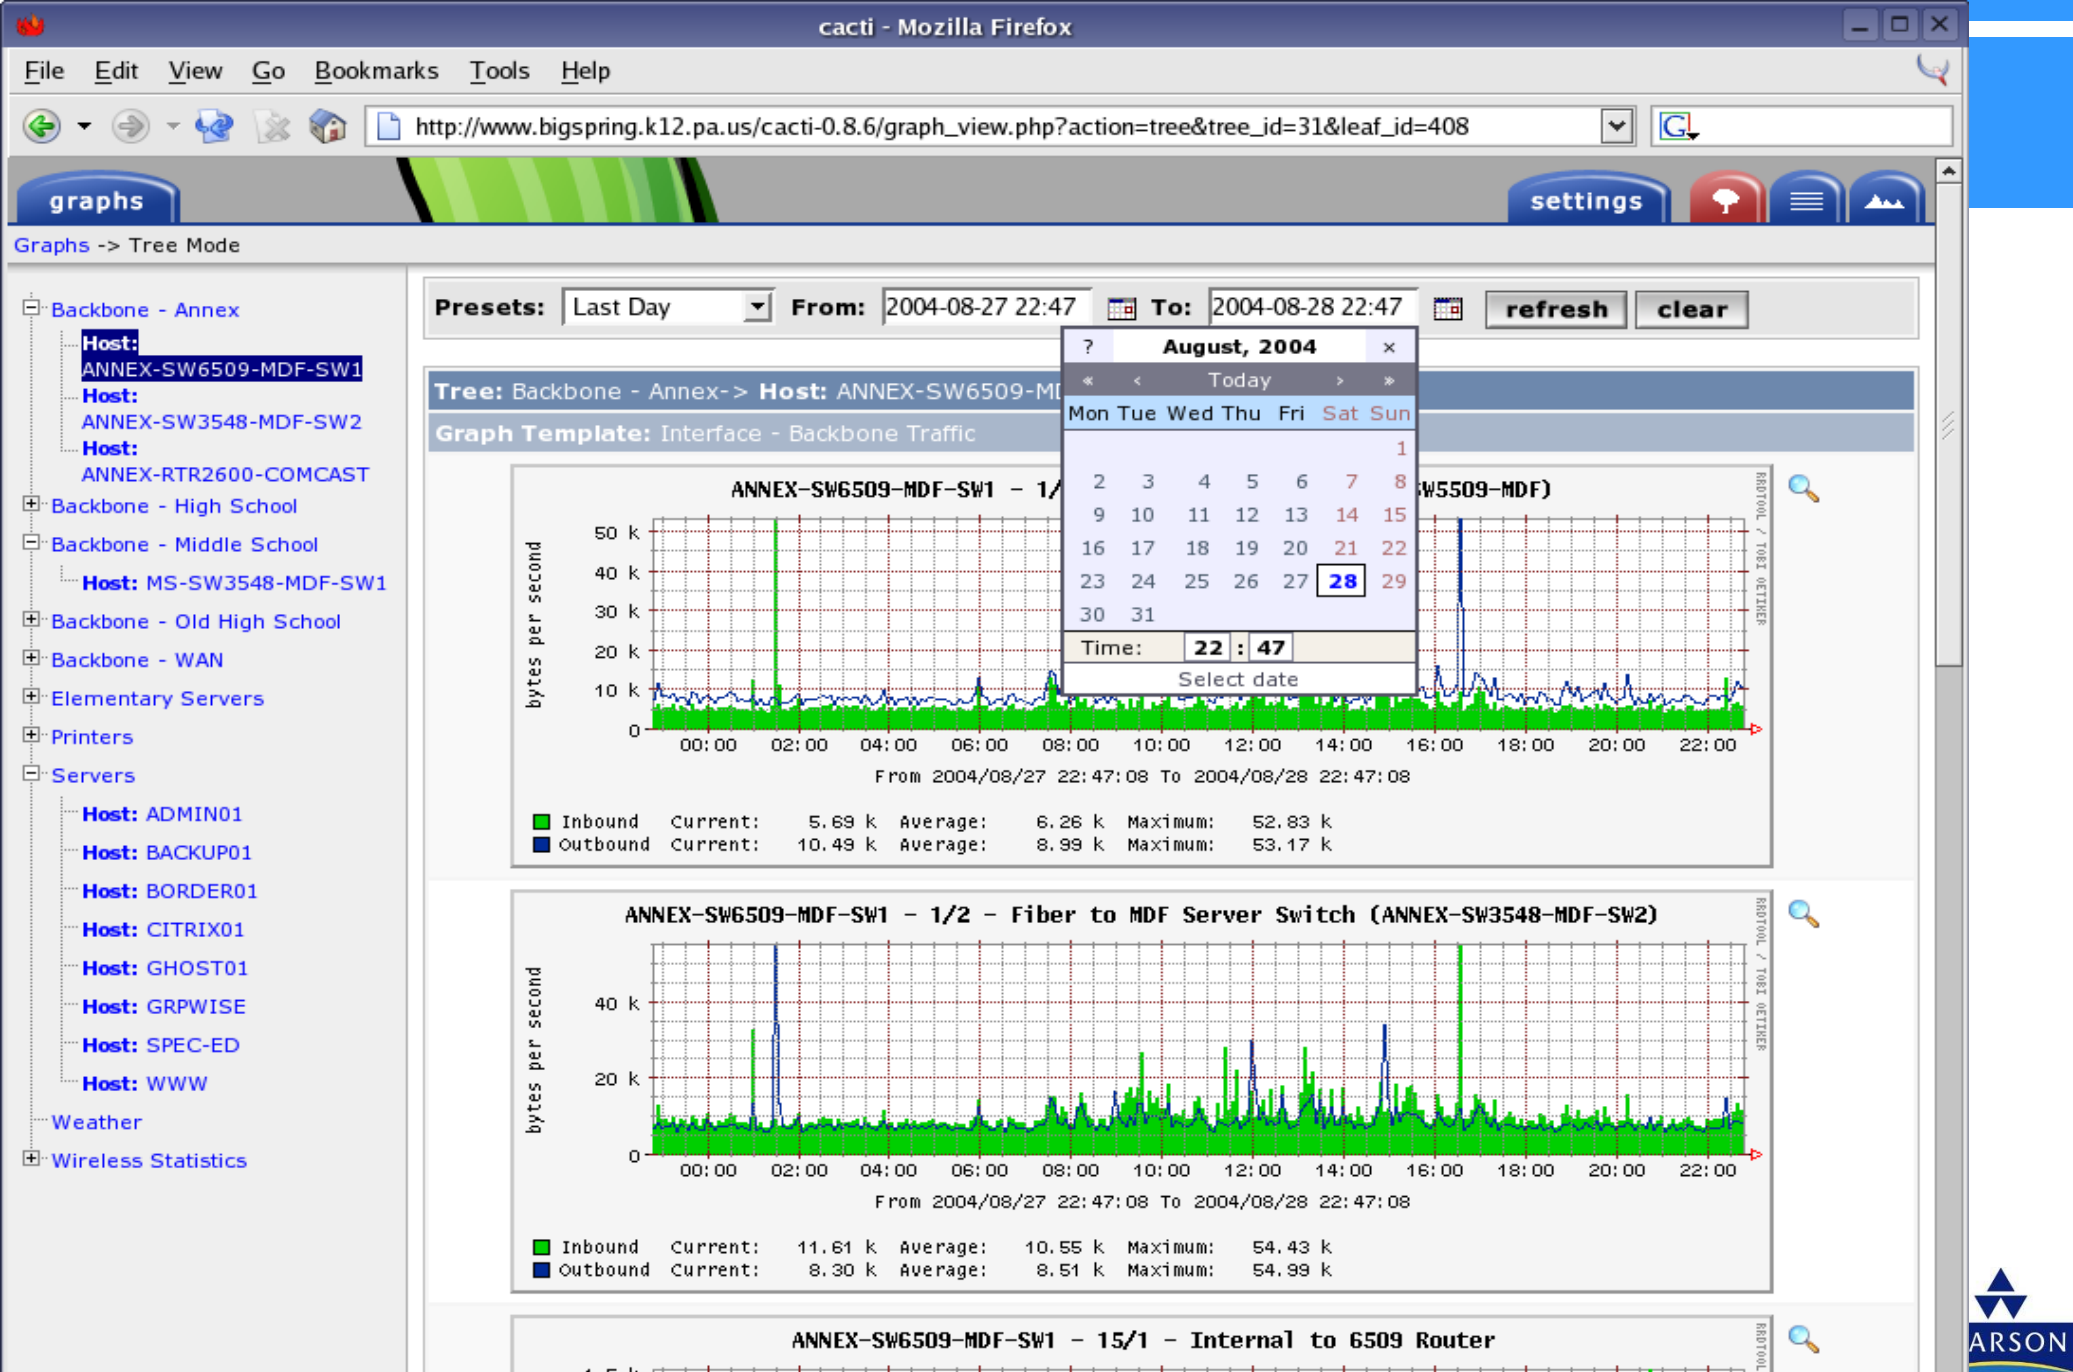 cacti - Mozilla Firefox
File Edit View Go Bookmarks Tools Help
http://www.bigspring.k12.pa.us/cacti-0.8.6/graph_view.php?action=tree&tree_id=31&leaf_id=408
G
graphs
settings
Graphs -> Tree Mode
Backbone - Annex
Host:
ANNEX-SW6509-MDF-SW1
Host:
ANNEX-SW3548-MDF-SW2
Host:
ANNEX-RTR2600-COMCAST
Backbone - High School
Backbone - Middle School
Host: MS-SW3548-MDF-SW1
Backbone - Old High School
Backbone - WAN
Elementary Servers
Printers
Servers
Host: ADMIN01
Host: BACKUP01
Host: BORDER01
Host: CITRIX01
Host: GHOST01
Host: GRPWISE
Host: SPEC-ED
Host: WWW
Weather
Wireless Statistics
Presets: Last Day From: 2004-08-27 22:47 To: 2004-08-28 22:47 refresh clear
Tree: Backbone - Annex-> Host: ANNEX-SW6509-M
Graph Template: Interface - Backbone Traffic
? August, 2004 ×
« ‹ Today › »
Mon Tue Wed Thu Fri Sat Sun
1
2 3 4 5 6 7 8
9 10 11 12 13 14 15
16 17 18 19 20 21 22
23 24 25 26 27 28 29
30 31
Time: 22 : 47
Select date
ANNEX-SW6509-MDF-SW1 - 1/
W5509-MDF)
bytes per second
50 k
40 k
30 k
20 k
10 k
0
00:00 02:00 04:00 06:00 08:00 10:00 12:00 14:00 16:00 18:00 20:00 22:00
From 2004/08/27 22:47:08 To 2004/08/28 22:47:08
Inbound Current: 5.69 k Average: 6.26 k Maximum: 52.83 k
Outbound Current: 10.49 k Average: 8.99 k Maximum: 53.17 k
RRDTOOL / TOBI OETIKER
ANNEX-SW6509-MDF-SW1 - 1/2 - Fiber to MDF Server Switch (ANNEX-SW3548-MDF-SW2)
bytes per second
40 k
20 k
0
00:00 02:00 04:00 06:00 08:00 10:00 12:00 14:00 16:00 18:00 20:00 22:00
From 2004/08/27 22:47:08 To 2004/08/28 22:47:08
Inbound Current: 11.61 k Average: 10.55 k Maximum: 54.43 k
Outbound Current: 8.30 k Average: 8.51 k Maximum: 54.99 k
RRDTOOL / TOBI OETIKER
ANNEX-SW6509-MDF-SW1 - 15/1 - Internal to 6509 Router
RRDTOOL
ARSON